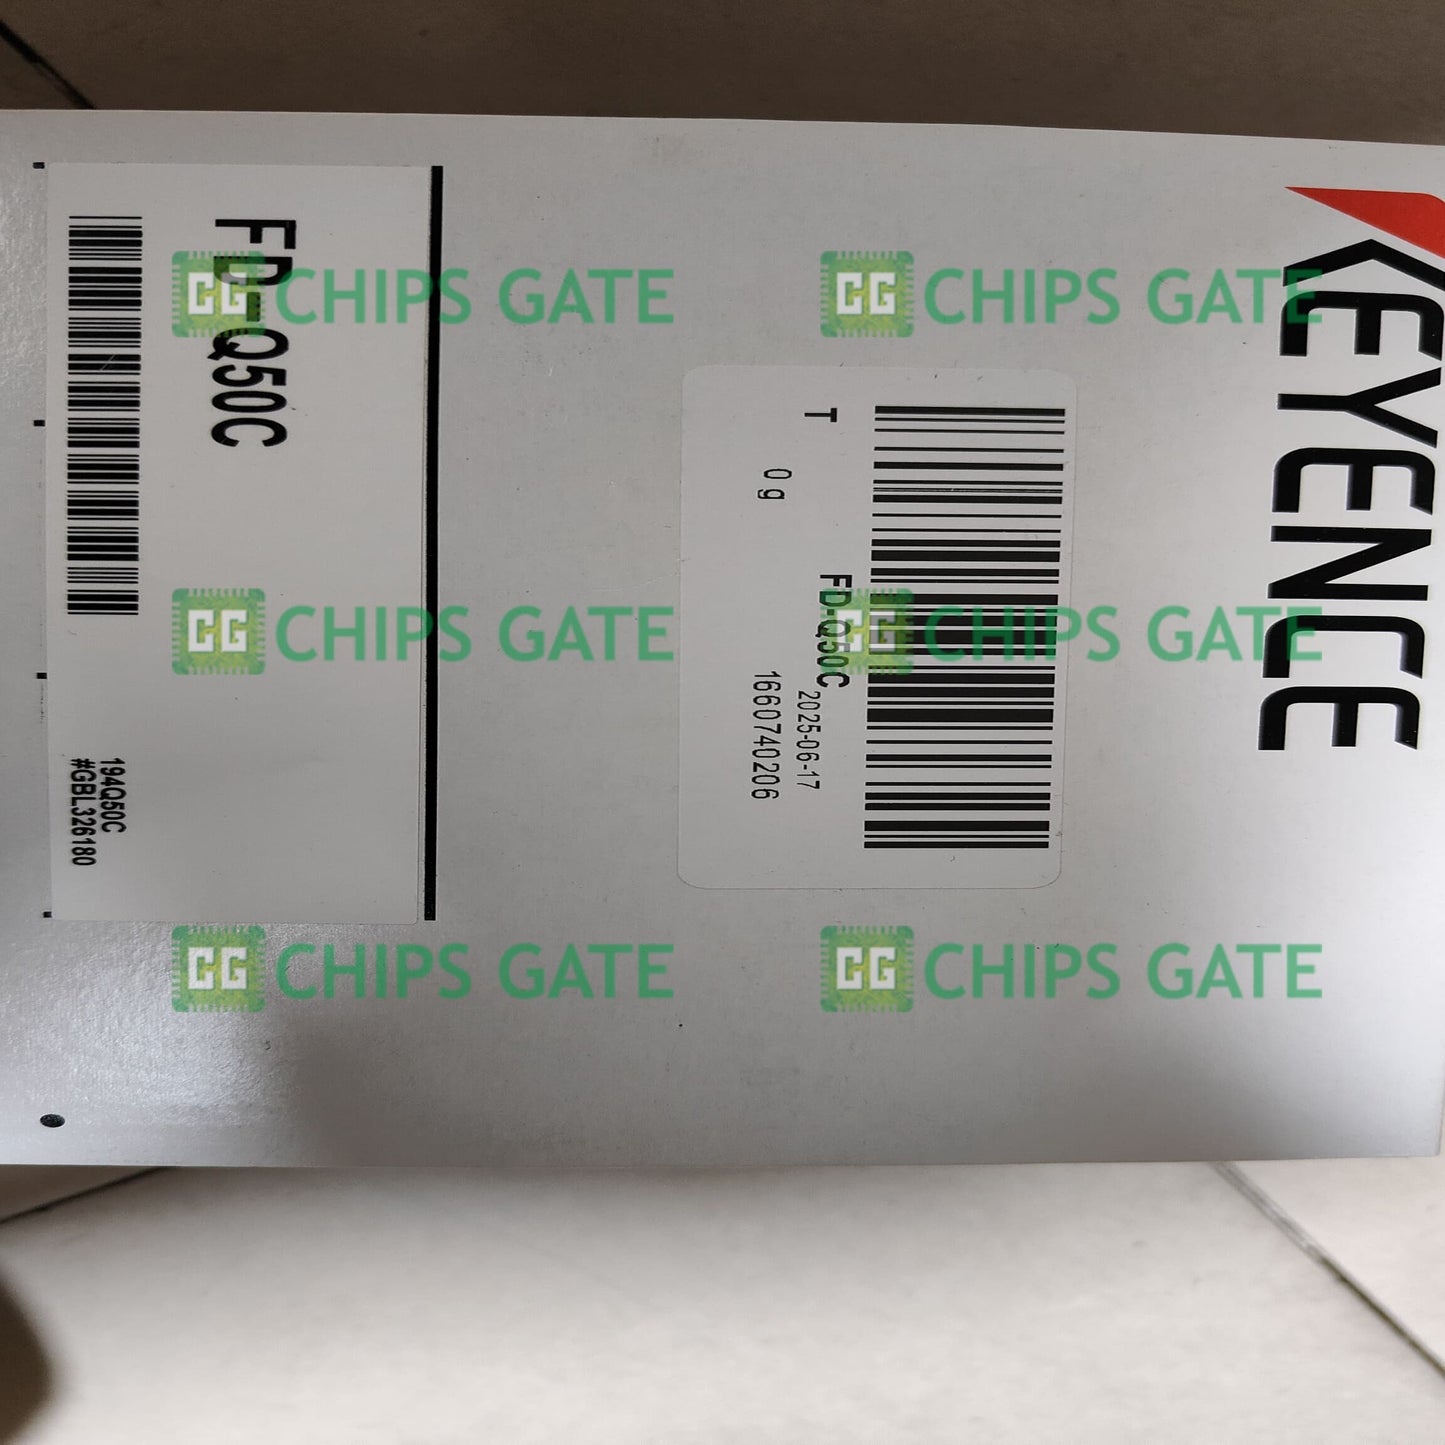 KEYENCE
T
FD-Q50C
2025-06-17
0g
1660740206
FD-Q50C
194Q50C
#GBL326180
CG CHIPS GATE
CG CHIPS GATE
CG CHIPS GATE
CG CHIPS GATE
CG CHIPS GATE
CG CHIPS GATE